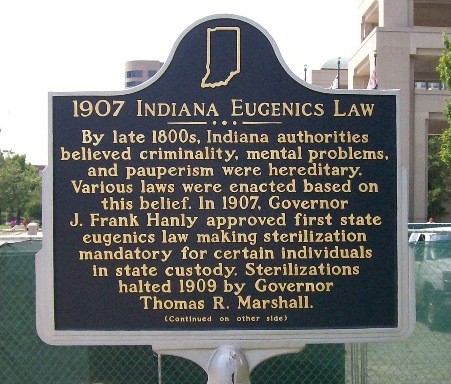 1907 INDIANA EUGENICS LAW
By late 1800s, Indiana authorities
believed criminality, mental problems,
and pauperism were hereditary.
Various laws were enacted based on
this belief. In 1907, Governor
J. Frank Hanly approved first state
eugenics law making sterilization
mandatory for certain individuals
in state custody. Sterilizations
halted 1909 by Governor
Thomas R. Marshall.
(Continued on other side)